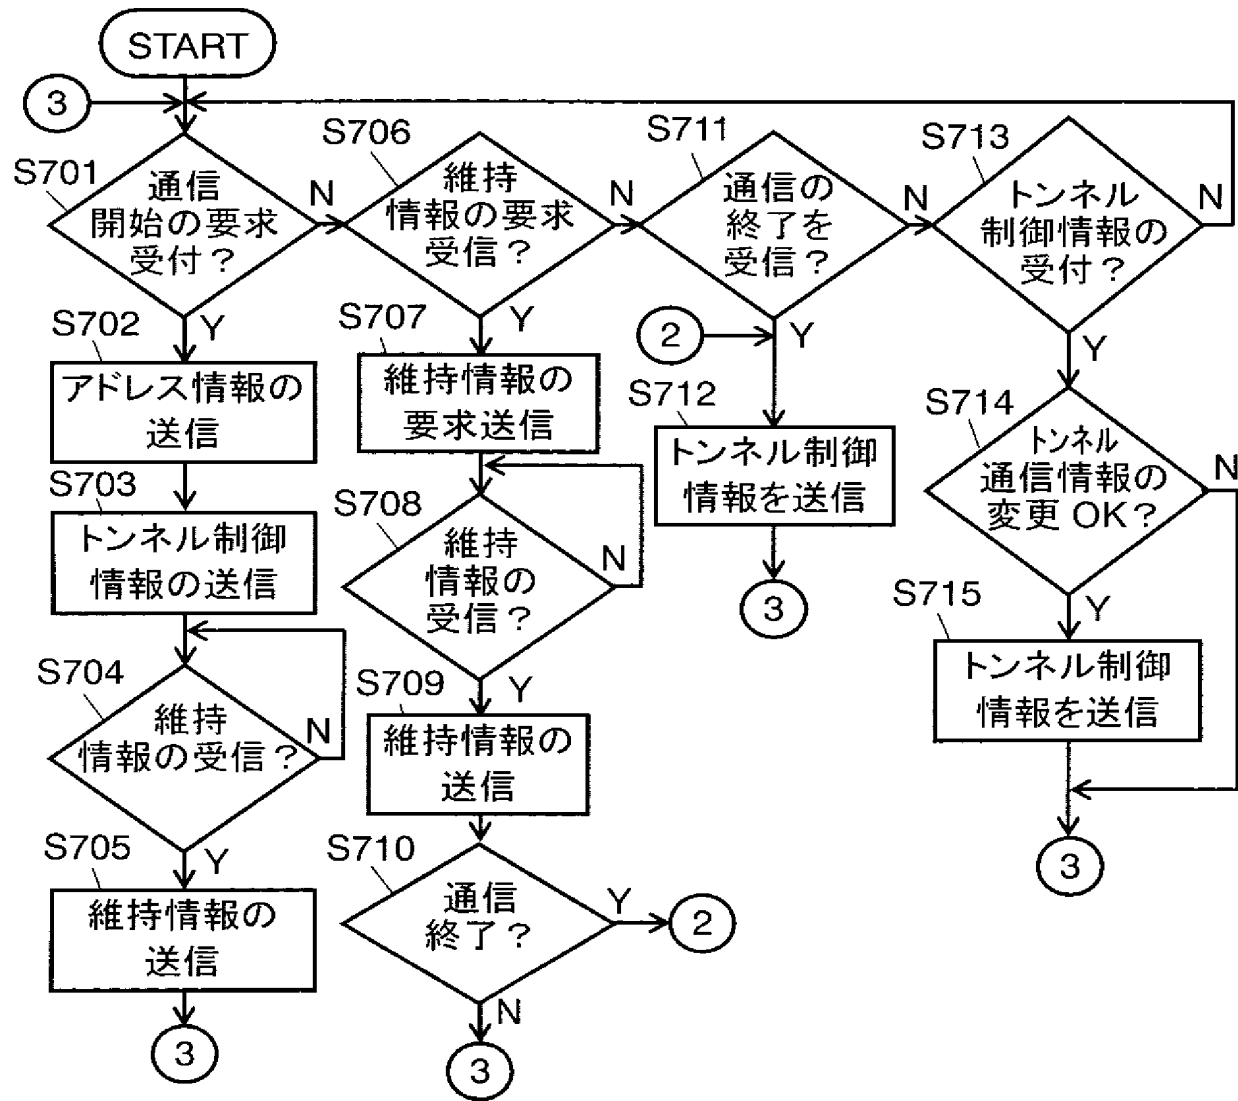 START
3
S701
通信
開始の要求
受付？
N
Y
S702
アドレス情報の
送信
S703
トンネル制御
情報の送信
S704
維持
情報の受信？
N
Y
S705
維持情報の
送信
3
S706
維持
情報の要求
受信？
N
Y
S707
維持情報の
要求送信
S708
維持
情報の
受信？
N
Y
S709
維持情報の
送信
S710
通信
終了？
Y
2
N
3
S711
通信の
終了を
受信？
N
Y
2
S712
トンネル制御
情報を送信
3
S713
トンネル
制御情報の
受付？
N
Y
S714
トンネル
通信情報の
変更 OK？
N
Y
S715
トンネル制御
情報を送信
3